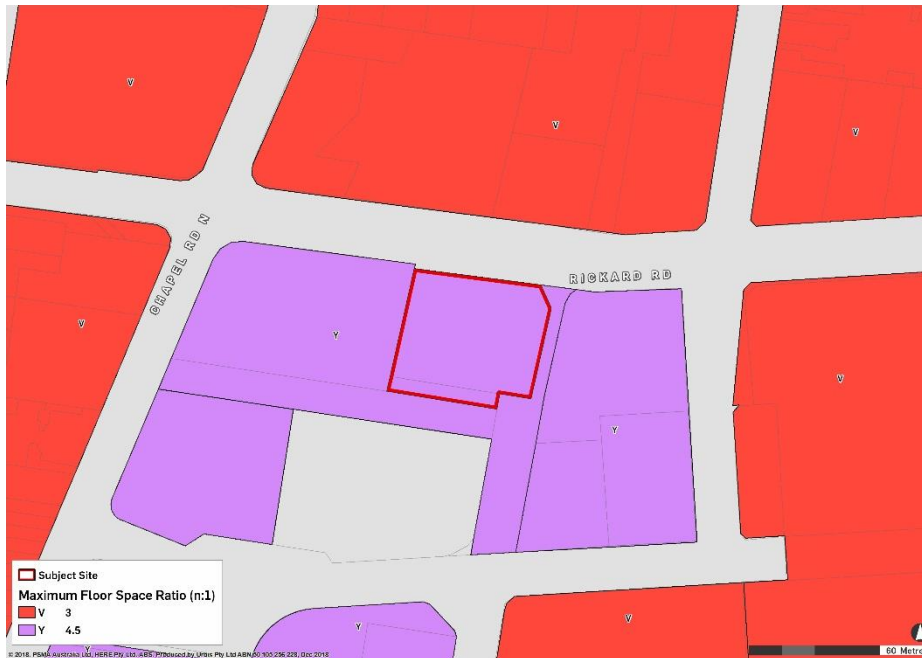 V
V
V
CHAPEL RD N
RICKARD RD
V
Y
V
Y
Subject Site
Maximum Floor Space Ratio (n:1)
V 3
Y 4.5
Y
Y
V
60 Metres
© 2018. PSMA Australia Ltd, HERE Pty Ltd. ABS. Produced by Urbis Pty Ltd ABN 50 105 256 228, Dec 2018